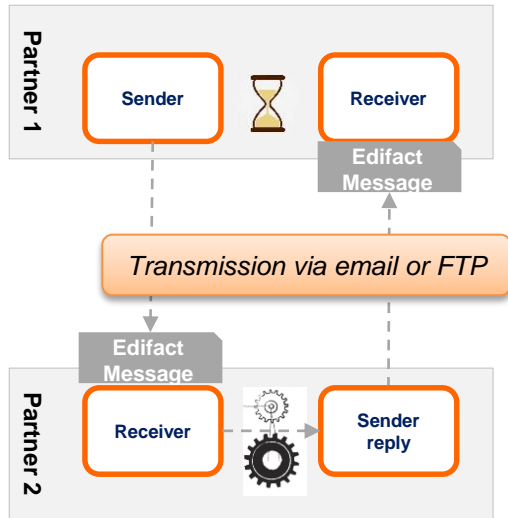 Partner 1
Sender
Receiver
Edifact
Message
Transmission via email or FTP
Edifact
Message
Partner 2
Receiver
Sender
reply